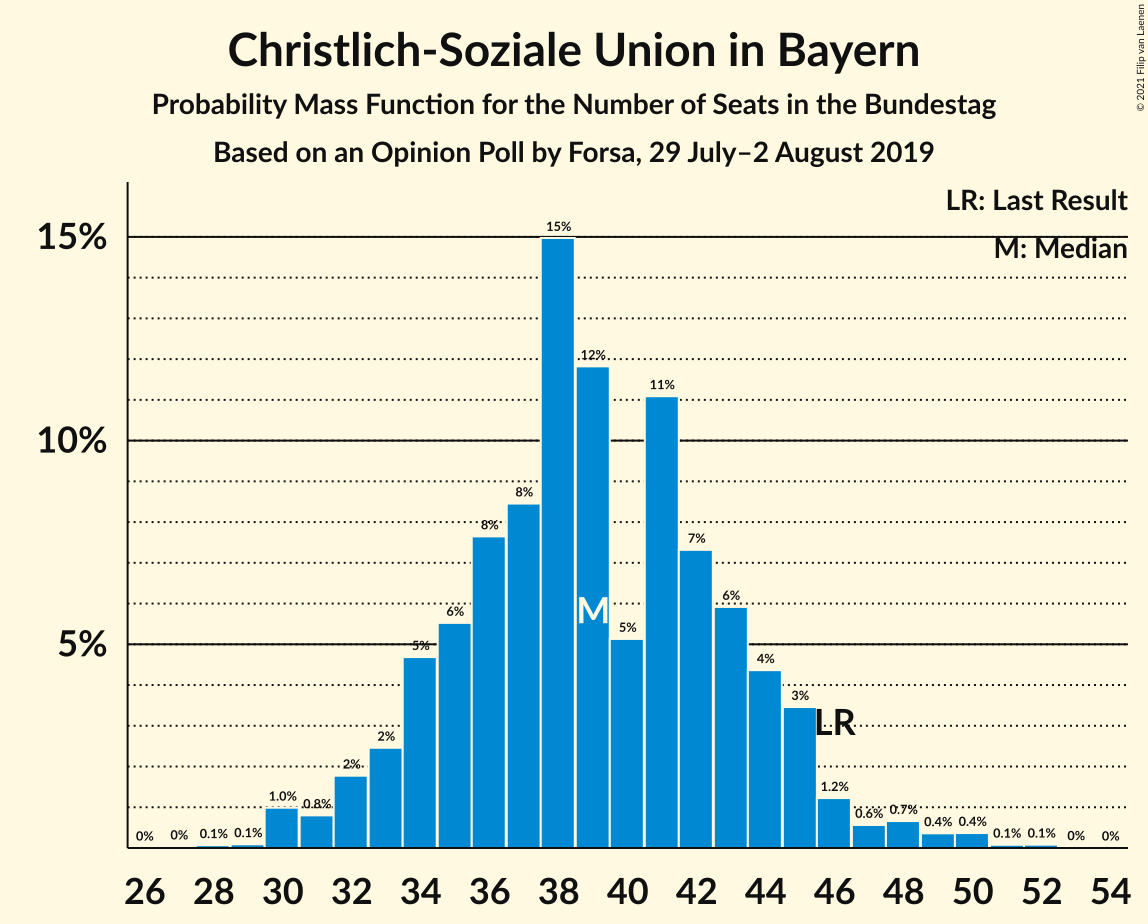 Christlich-Soziale Union in Bayern
Probability Mass Function for the Number of Seats in the Bundestag
Based on an Opinion Poll by Forsa, 29 July–2 August 2019
© 2021 Filip van Laenen
LR: Last Result
M: Median
15%
10%
5%
0% 0% 0.1% 0.1% 1.0% 0.8% 2% 2% 5% 6% 8% 8% 15% 12% 5% 11% 7% 6% 4% 3% 1.2% 0.6% 0.7% 0.4% 0.4% 0.1% 0.1% 0% 0%
M
LR
26 28 30 32 34 36 38 40 42 44 46 48 50 52 54